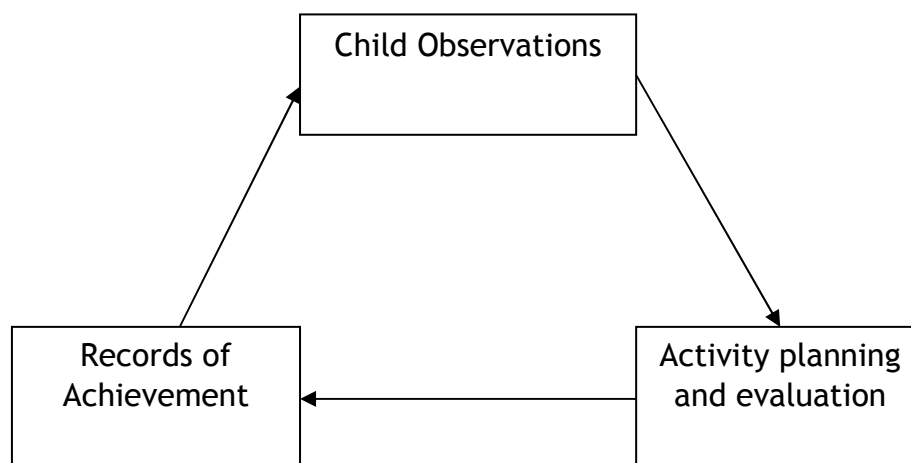 Child Observations
Records of
Achievement
Activity planning
and evaluation